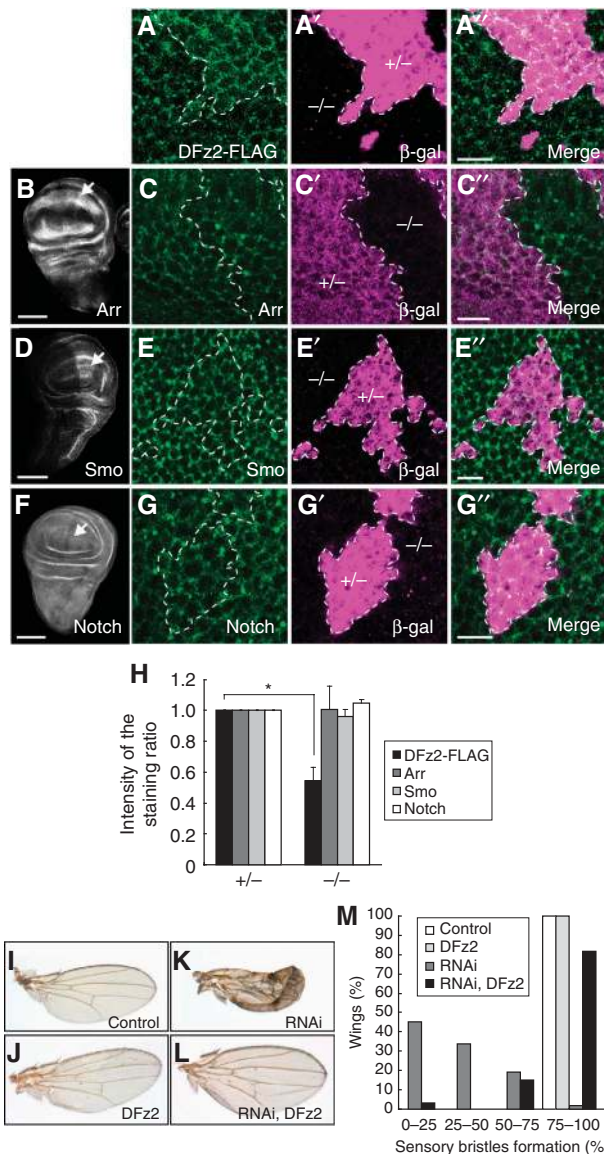 A
DFz2-FLAG
A′
+/–
–/–
β-gal
A′′
Merge
B
Arr
C
Arr
C′
–/–
+/–
β-gal
C′′
Merge
D
Smo
E
Smo
E′
–/–
+/–
β-gal
E′′
Merge
F
Notch
G
Notch
G′
–/–
+/–
β-gal
G′′
Merge
H
Intensity of the
staining ratio
1.2
1.0
0.8
0.6
0.4
0.2
0
*
+/–
–/–
DFz2-FLAG
Arr
Smo
Notch
I
Control
K
RNAi
J
DFz2
L
RNAi, DFz2
M
Wings (%)
100
90
80
70
60
50
40
30
20
10
0
Control
DFz2
RNAi
RNAi, DFz2
0–25
25–50
50–75
75–100
Sensory bristles formation (%